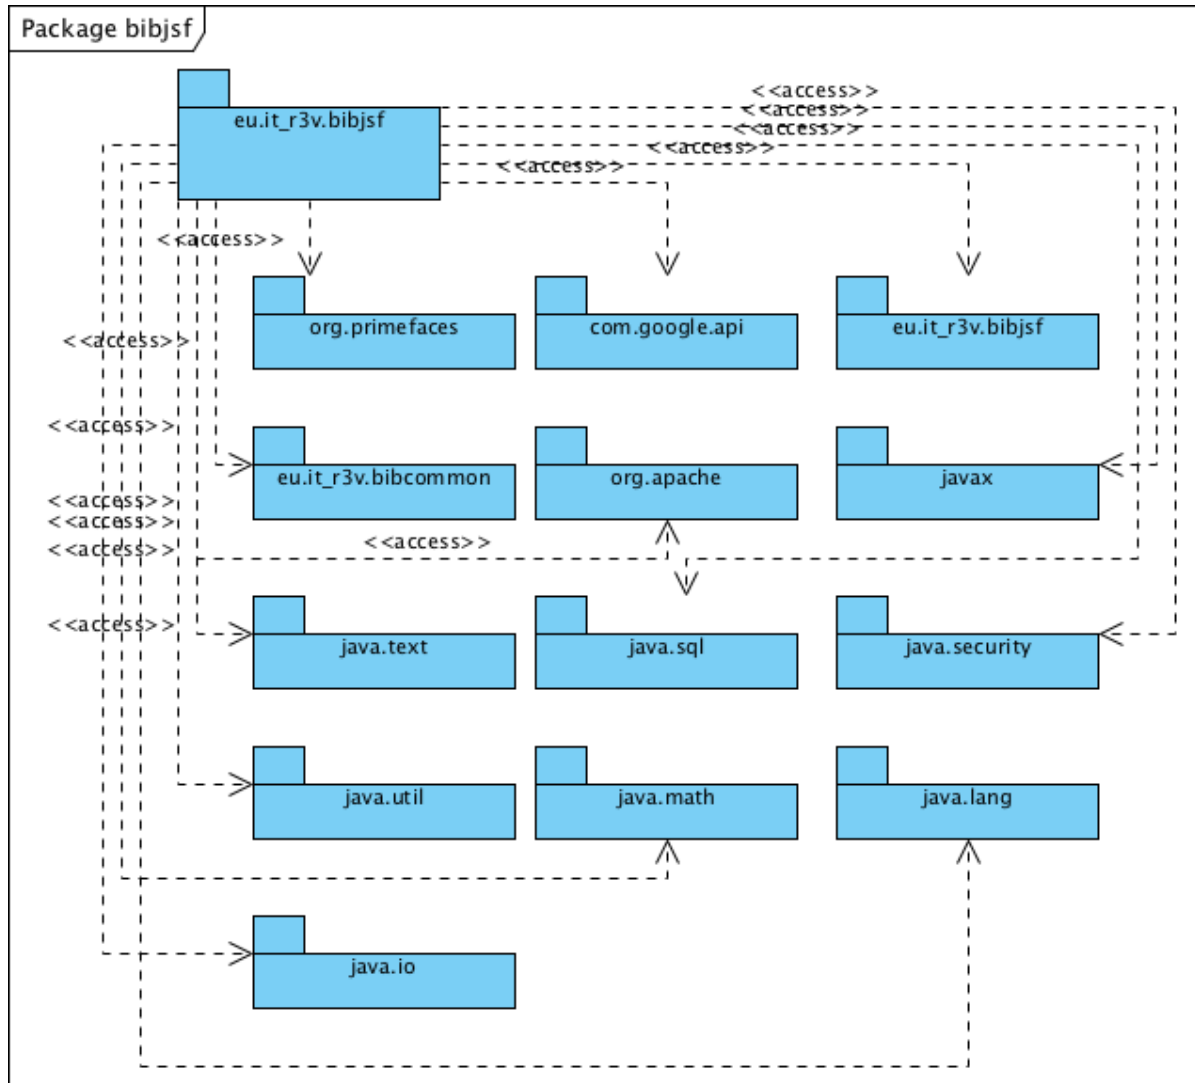 Package bibjsf
<<access>>
<<access>>
eu.it_r3v.bibjsf
<<access>>
<<access>>
<<access>>
<<access>>
org.primefaces
com.google.api
eu.it_r3v.bibjsf
<<access>>
<<access>>
eu.it_r3v.bibcommon
org.apache
javax
<<access>>
<<access>>
<<access>>
<<access>>
<<access>>
java.text
java.sql
java.security
java.util
java.math
java.lang
java.io